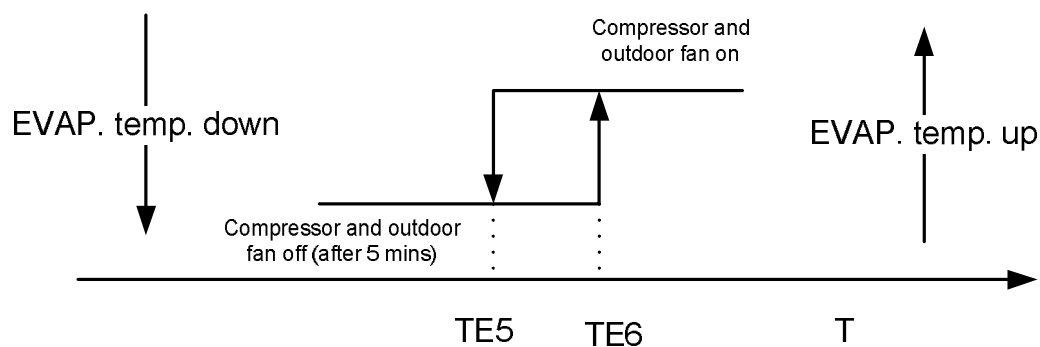 Compressor and
outdoor fan on
EVAP. temp. down
EVAP. temp. up
Compressor and outdoor
fan off (after 5 mins)
TE5
TE6
T